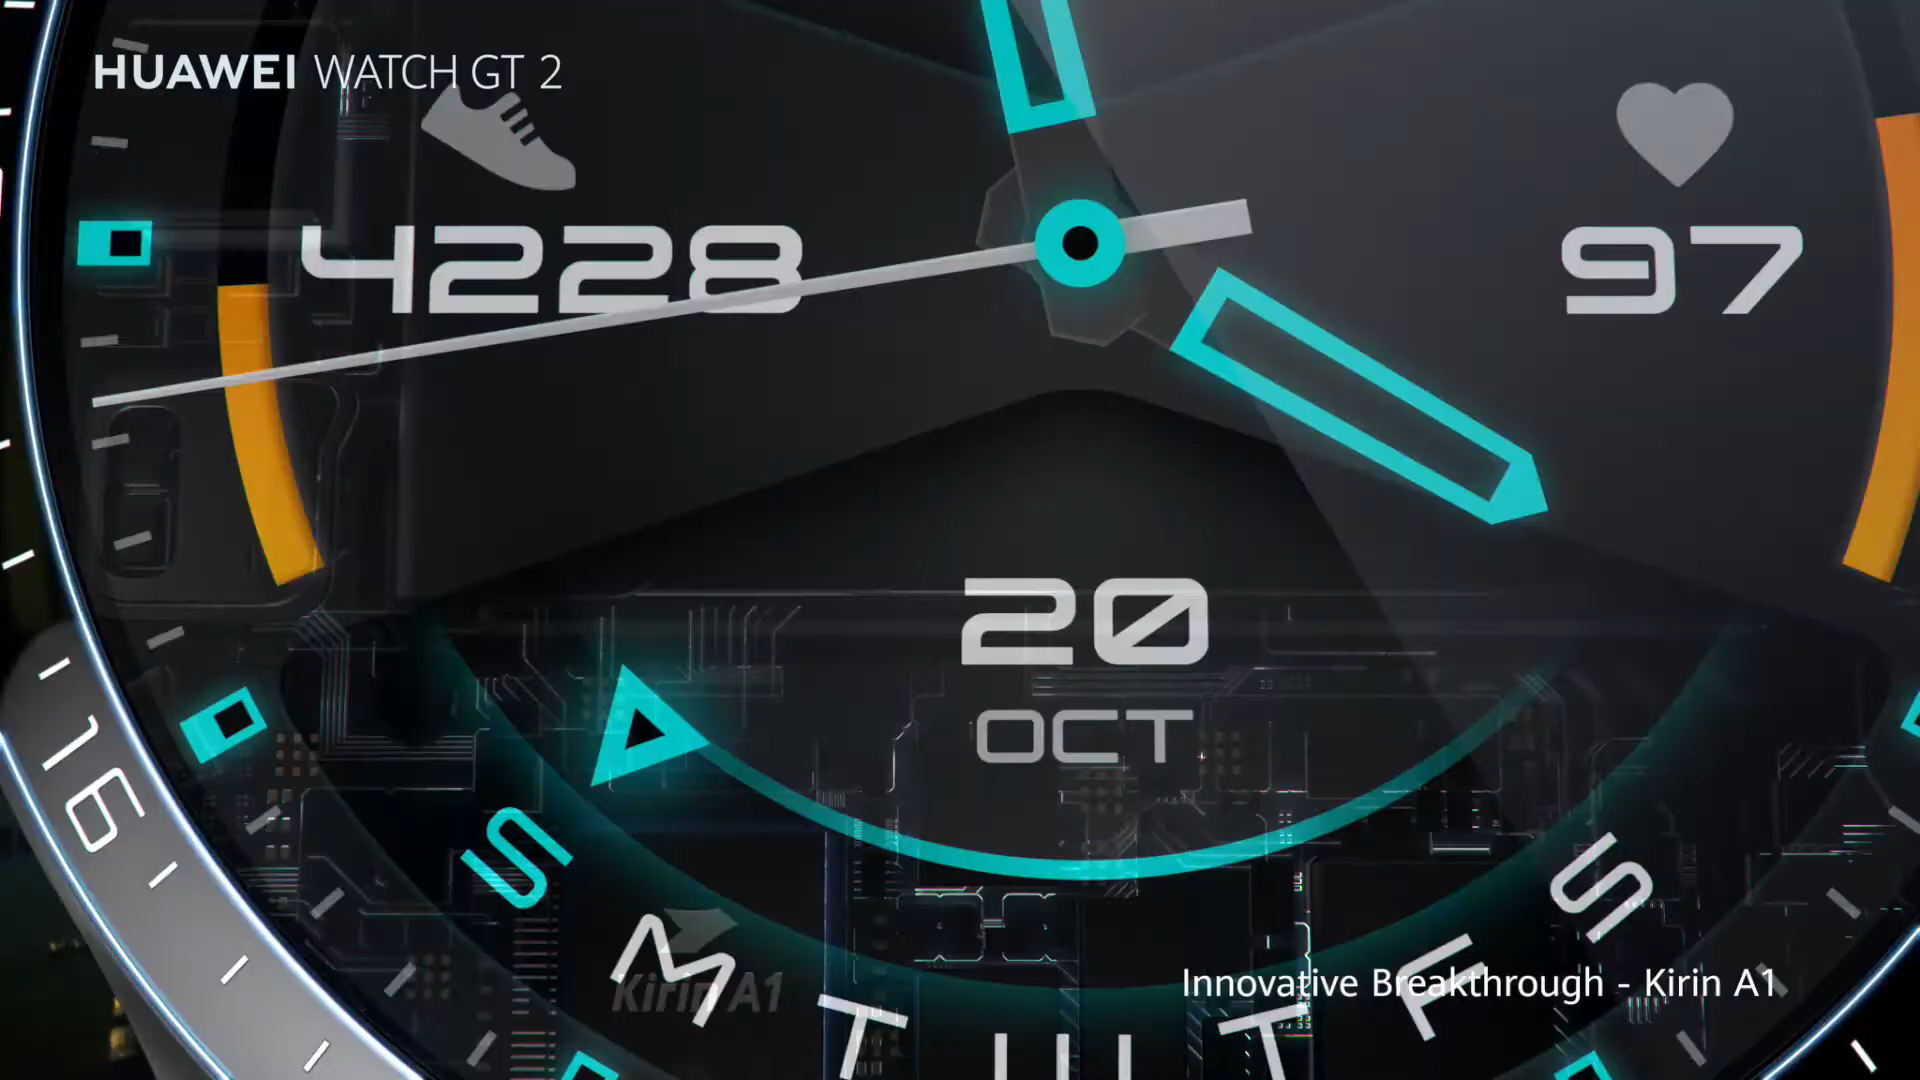 HUAWEI WATCH GT 2
4228
97
20
OCT
16
S M T W T F S
Kirin A1
Innovative Breakthrough - Kirin A1